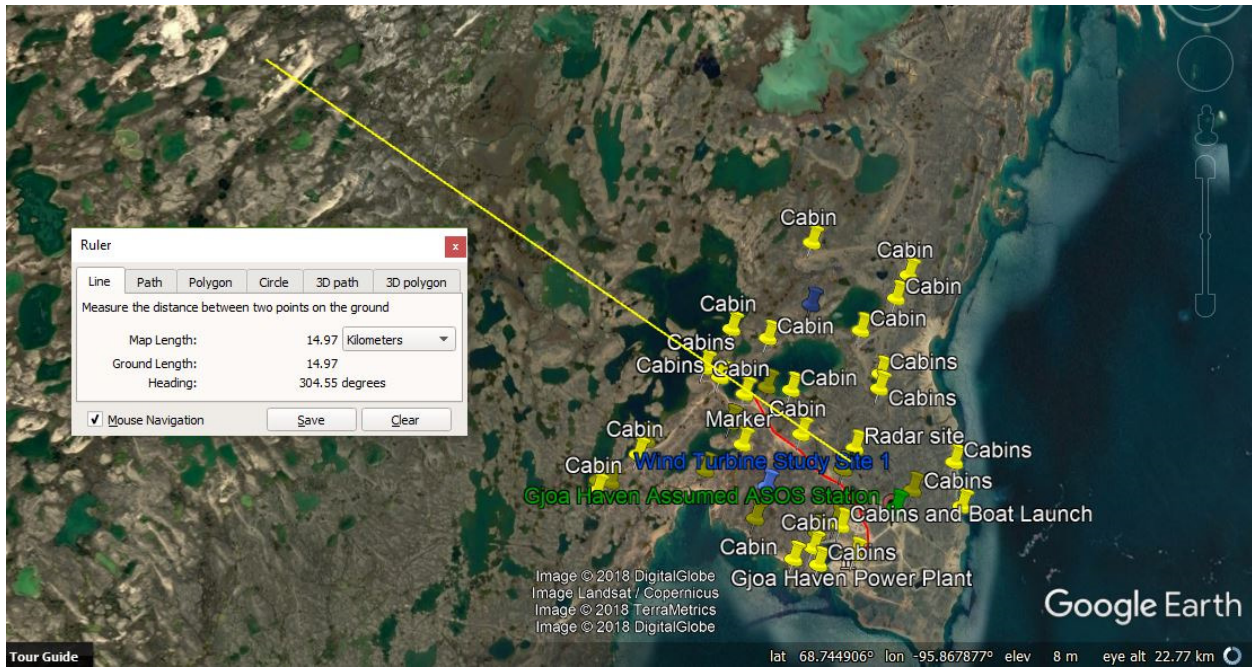 Ruler
x
Line Path Polygon Circle 3D path 3D polygon
Measure the distance between two points on the ground
Map Length: 14.97 Kilometers
Ground Length: 14.97
Heading: 304.55 degrees
Mouse Navigation Save Clear
Cabin
Cabin
Cabin
Cabin
Cabin
Cabin
Cabins
Cabins
Cabin
Cabin
Cabins
Cabins
Cabin
Marker
Cabin
Radar site
Wind Turbine Study Site 1
Cabins
Cabin
Cabins
Gjoa Haven Assumed ASOS Station
Cabins and Boat Launch
Cabin
Cabin
Cabins
Gjoa Haven Power Plant
Image © 2018 DigitalGlobe
Image Landsat / Copernicus
Image © 2018 TerraMetrics
Image © 2018 DigitalGlobe
Google Earth
Tour Guide
lat 68.744906° lon -95.867877° elev 8 m eye alt 22.77 km